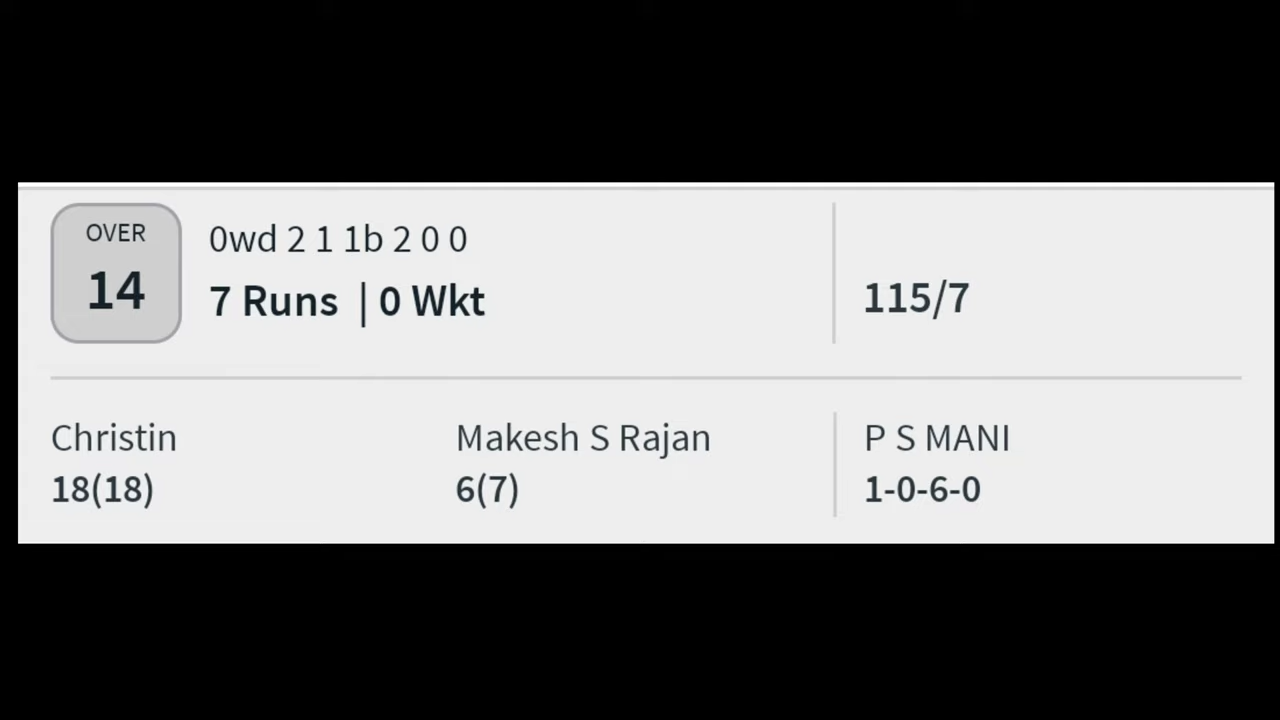 OVER
14
0wd 2 1 1b 2 0 0
7 Runs | 0 Wkt
115/7
Christin
18(18)
Makesh S Rajan
6(7)
P S MANI
1-0-6-0